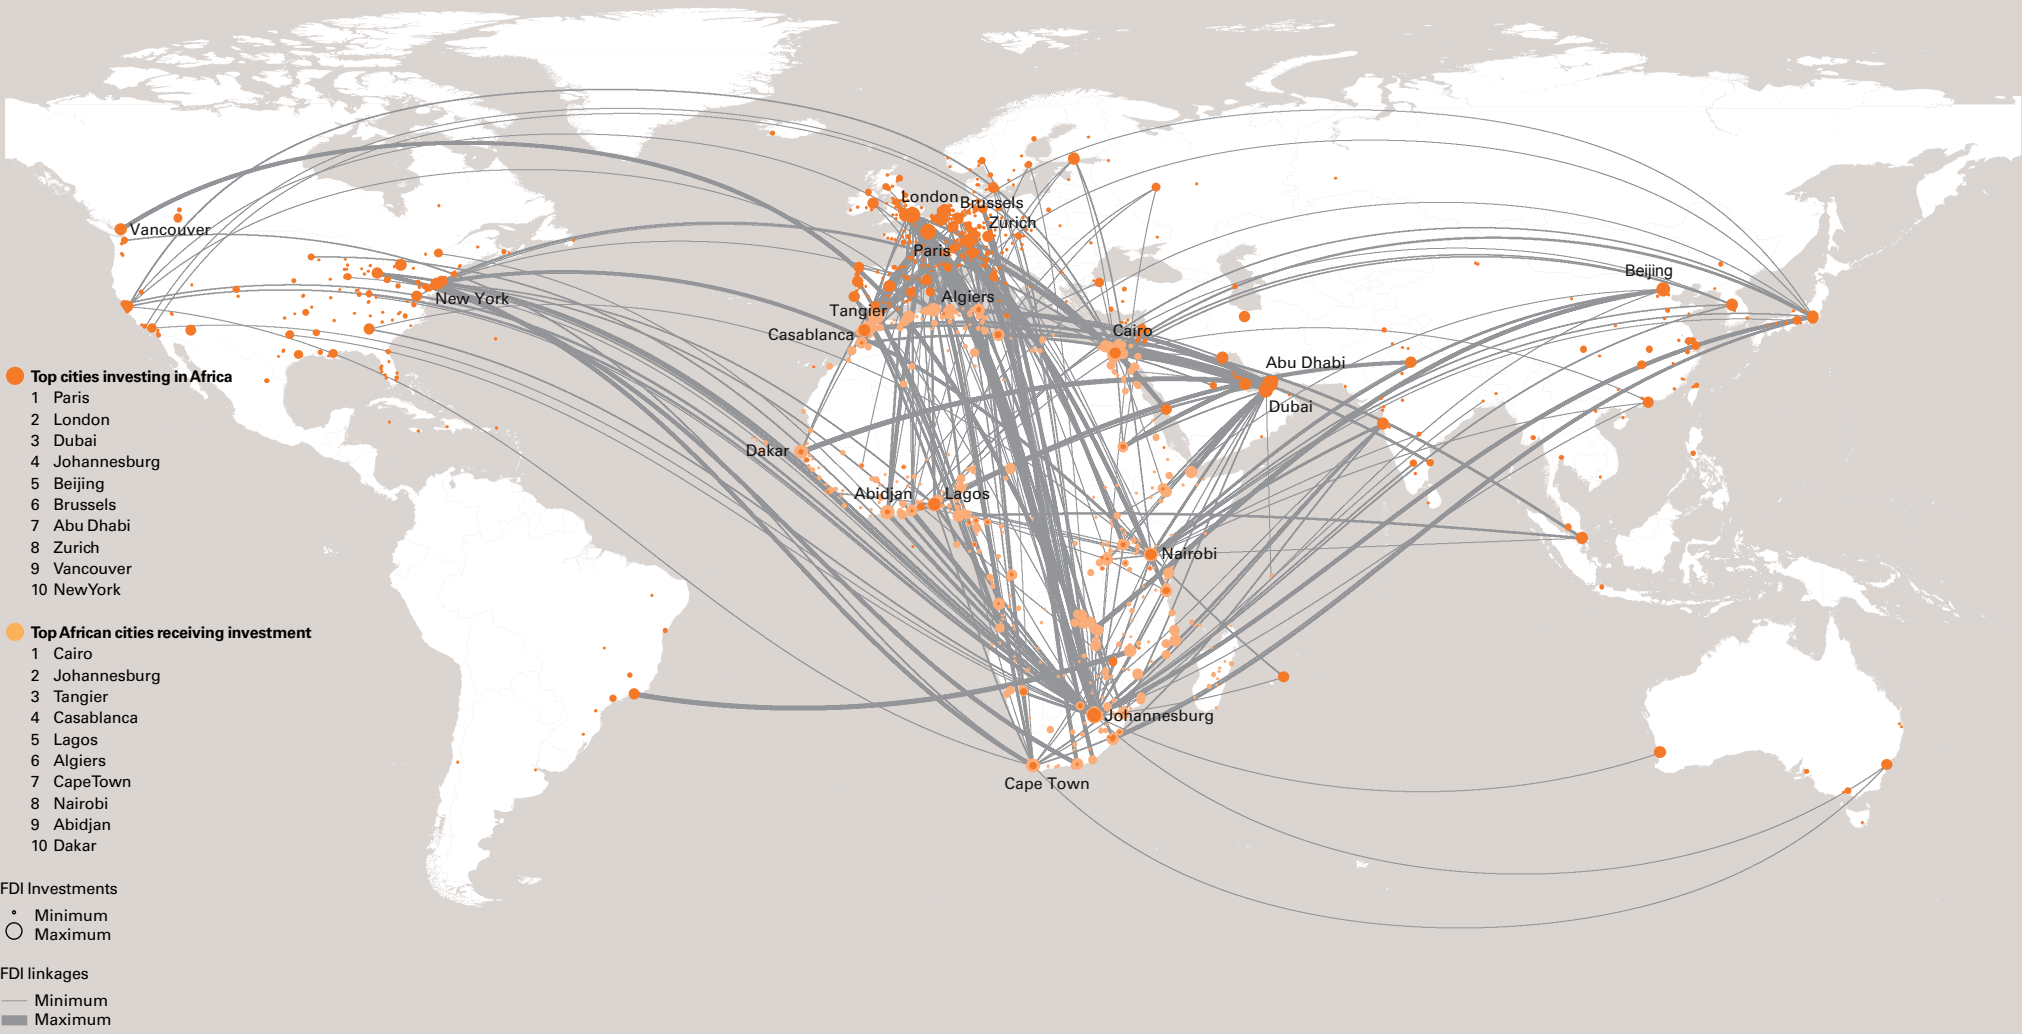 London
Brussels
Zurich
Vancouver
Paris
Beijing
New York
Algiers
Tangier
Casablanca
Cairo
Abu Dhabi
Dubai
Dakar
Abidjan
Lagos
Nairobi
Johannesburg
Cape Town
Top cities investing in Africa
1 Paris
2 London
3 Dubai
4 Johannesburg
5 Beijing
6 Brussels
7 Abu Dhabi
8 Zurich
9 Vancouver
10 NewYork
Top African cities receiving investment
1 Cairo
2 Johannesburg
3 Tangier
4 Casablanca
5 Lagos
6 Algiers
7 CapeTown
8 Nairobi
9 Abidjan
10 Dakar
FDI Investments
Minimum
Maximum
FDI linkages
Minimum
Maximum